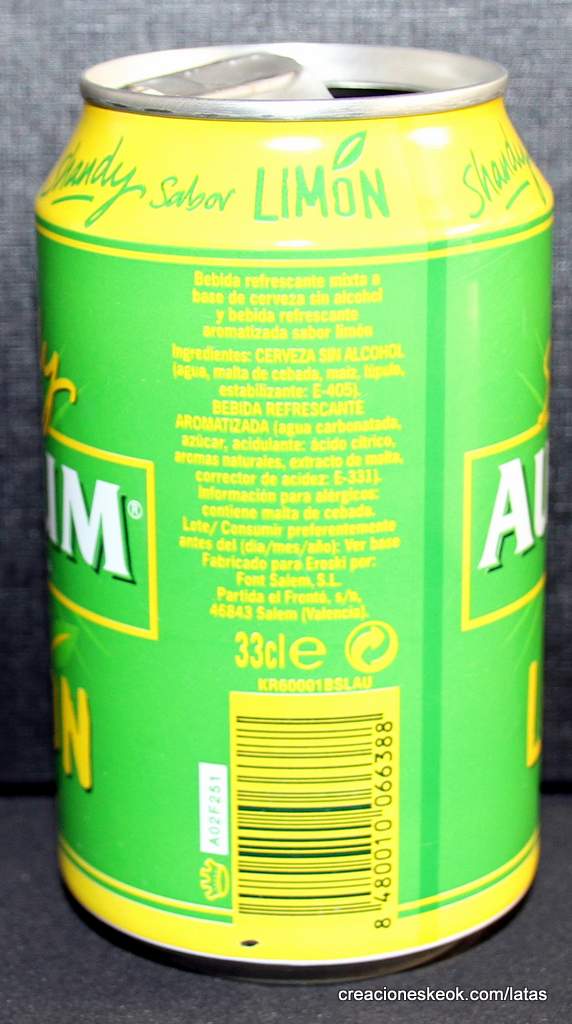 Shandy Sabor LIMÓN Shandy
Bebida refrescante mixta a
base de cerveza sin alcohol
y bebida refrescante
aromatizada sabor limón
Ingredientes: CERVEZA SIN ALCOHOL
(agua, malta de cebada, maíz, lúpulo,
estabilizante: E-405).
BEBIDA REFRESCANTE
AROMATIZADA (agua carbonatada,
azúcar, acidulante: ácido cítrico,
aromas naturales, extracto de malta,
corrector de acidez: E-331).
Información para alérgicos:
contiene malta de cebada.
Lote/ Consumir preferentemente
antes del (día/mes/año): Ver base
Fabricado para Eroski por:
Font Salem, S.L.
Partida el Frontó, s/n,
46843 Salem (Valencia).
IM®
AU
33cl e
KR60001BSLAU
IN
L
A02F251
8 480010 066388
creacioneskeok.com/latas